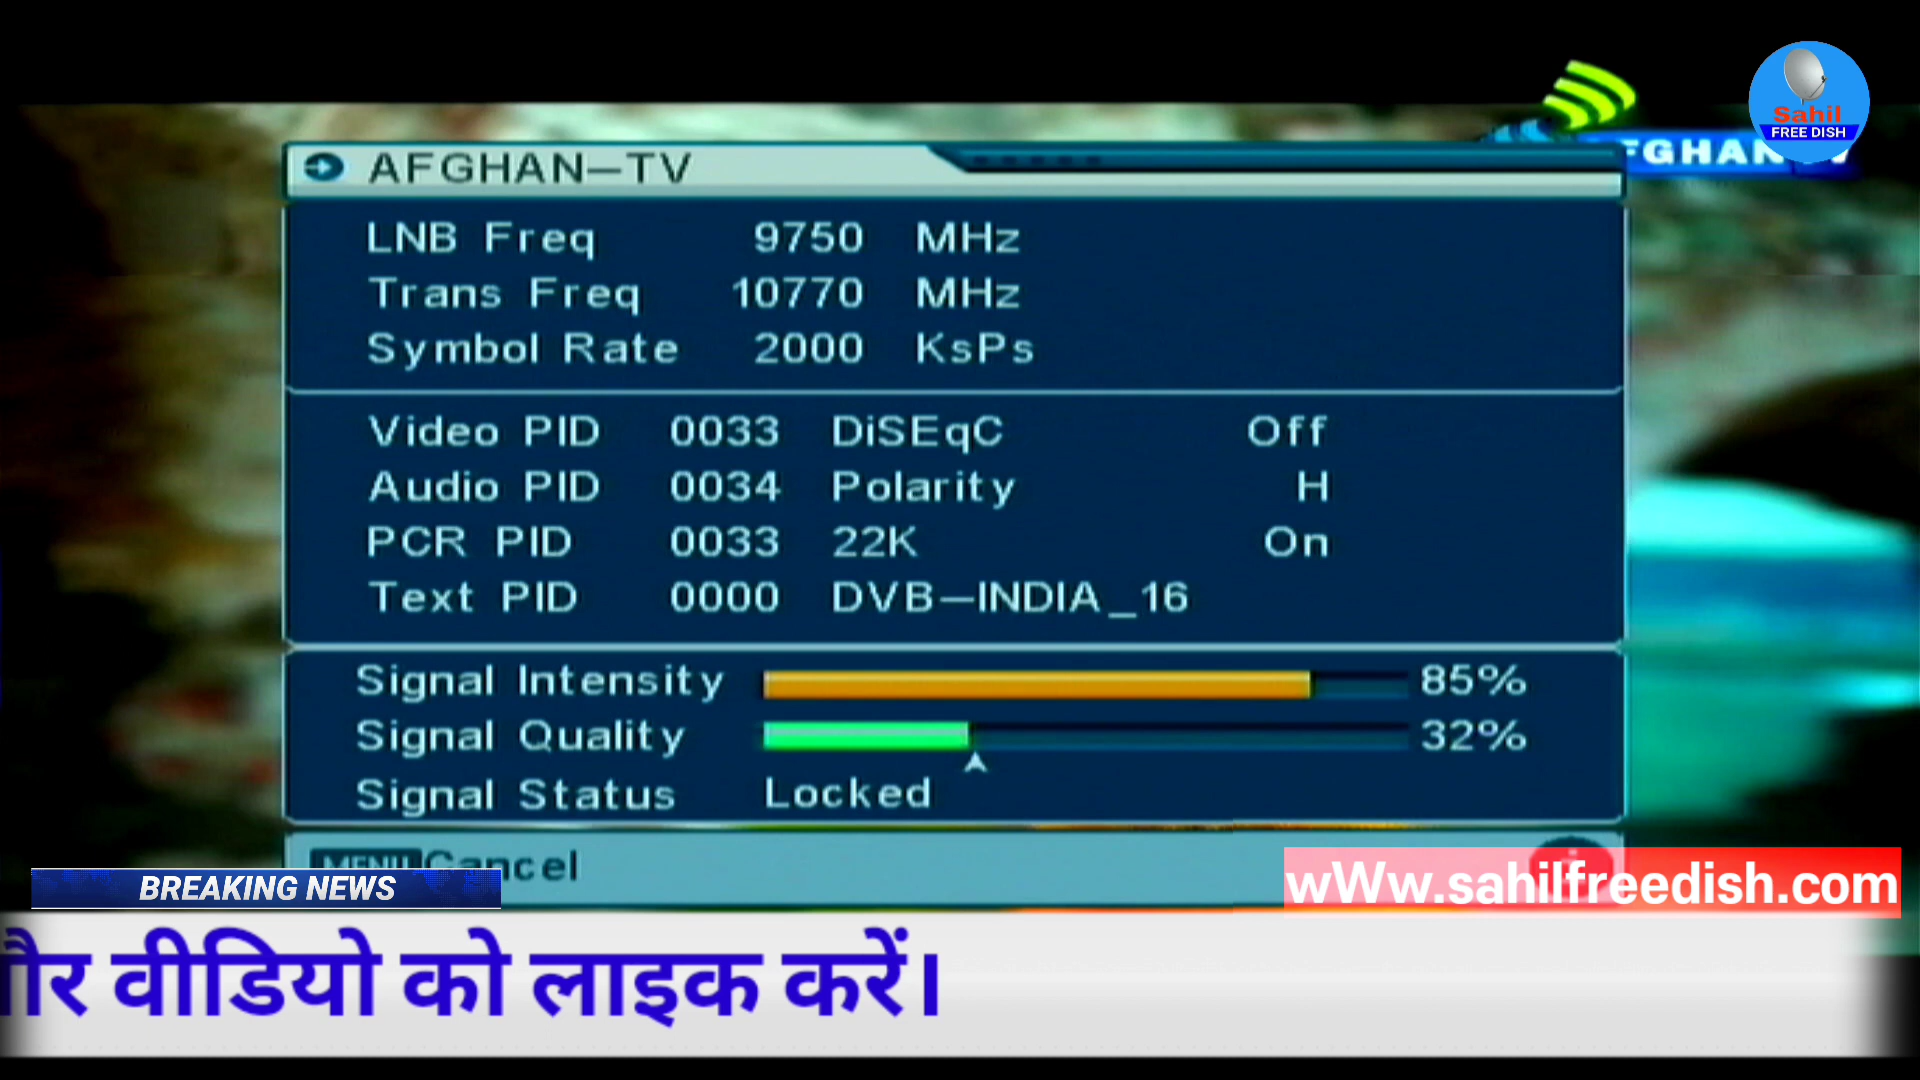 Sahil
FREE DISH
AFGHAN—TV
LNB Freq 9750 MHz
Trans Freq 10770 MHz
Symbol Rate 2000 KsPs
Video PID 0033 DiSEqC Off
Audio PID 0034 Polarity H
PCR PID 0033 22K On
Text PID 0000 DVB—INDIA_16
Signal Intensity 85%
Signal Quality 32%
Signal Status Locked
MENU Cancel
wWw.sahilfreedish.com
BREAKING NEWS
वीडियो को लाइक करें।